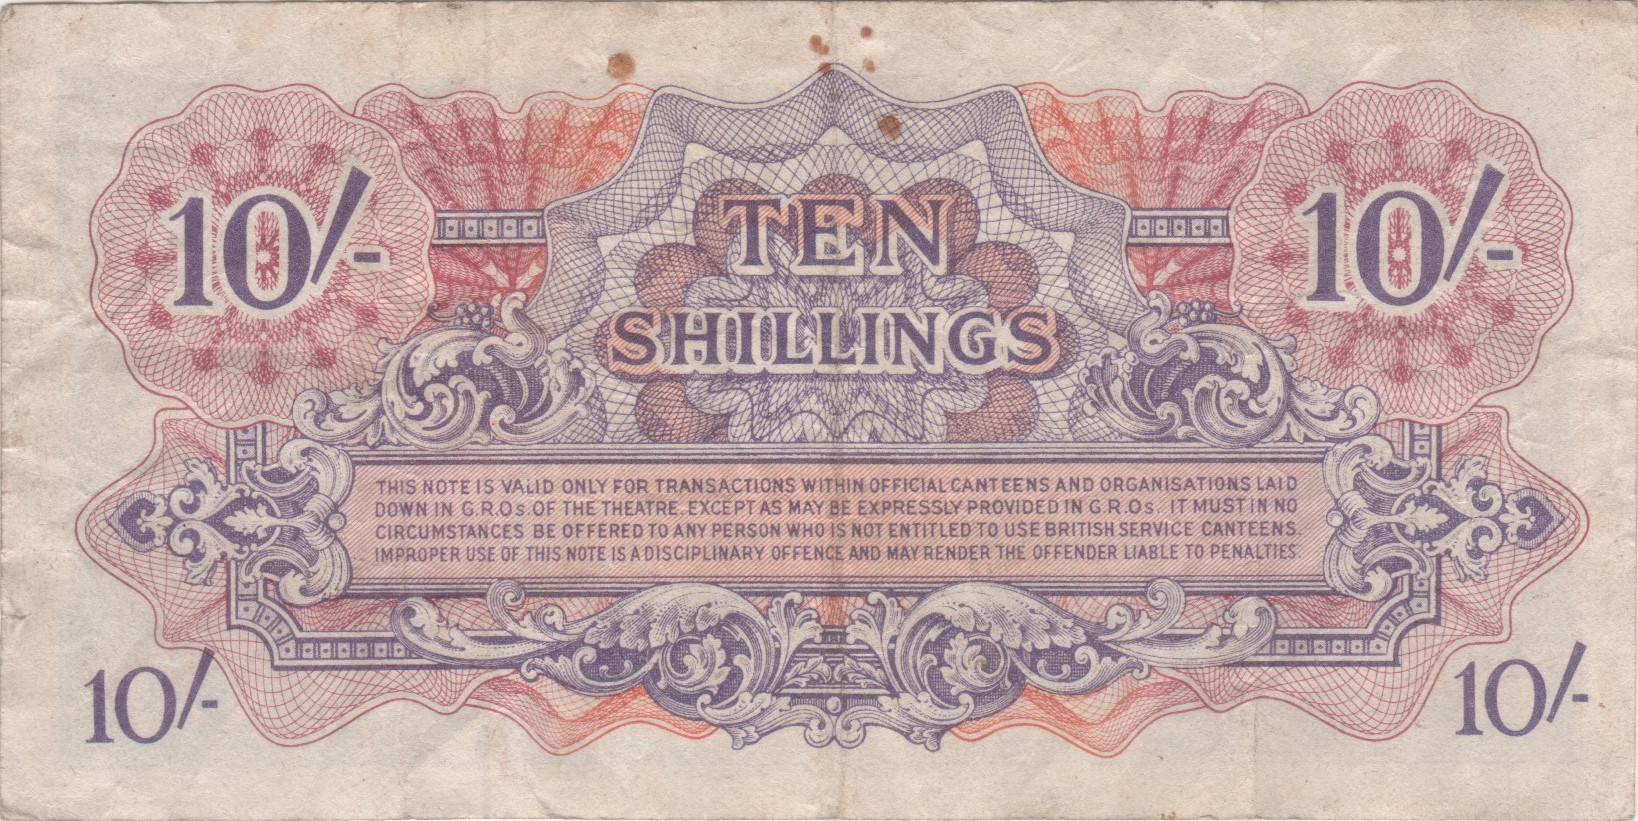 10/-
10/-
TEN
SHILLINGS
THIS NOTE IS VALID ONLY FOR TRANSACTIONS WITHIN OFFICIAL CANTEENS AND ORGANISATIONS LAID
DOWN IN G.R.Os. OF THE THEATRE. EXCEPT AS MAY BE EXPRESSLY PROVIDED IN G.R.Os. IT MUST IN NO
CIRCUMSTANCES BE OFFERED TO ANY PERSON WHO IS NOT ENTITLED TO USE BRITISH SERVICE CANTEENS
IMPROPER USE OF THIS NOTE IS A DISCIPLINARY OFFENCE AND MAY RENDER THE OFFENDER LIABLE TO PENALTIES
10/-
10/-